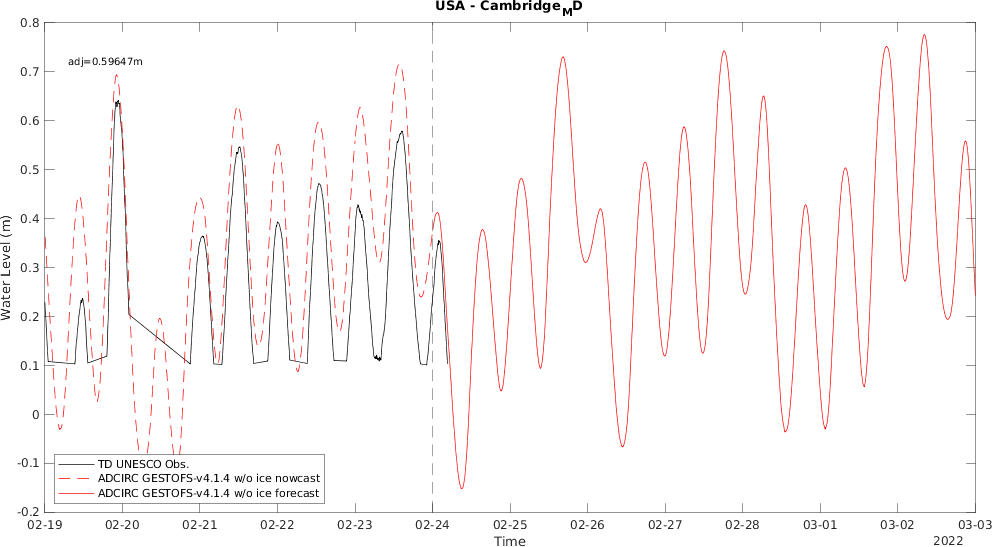 USA - Cambridge_MD
adj=0.59647m
Water Level (m)
0.8
0.7
0.6
0.5
0.4
0.3
0.2
0.1
0
-0.1
-0.2
TD UNESCO Obs.
ADCIRC GESTOFS-v4.1.4 w/o ice nowcast
ADCIRC GESTOFS-v4.1.4 w/o ice forecast
02-19 02-20 02-21 02-22 02-23 02-24 02-25 02-26 02-27 02-28 03-01 03-02 03-03
Time
2022